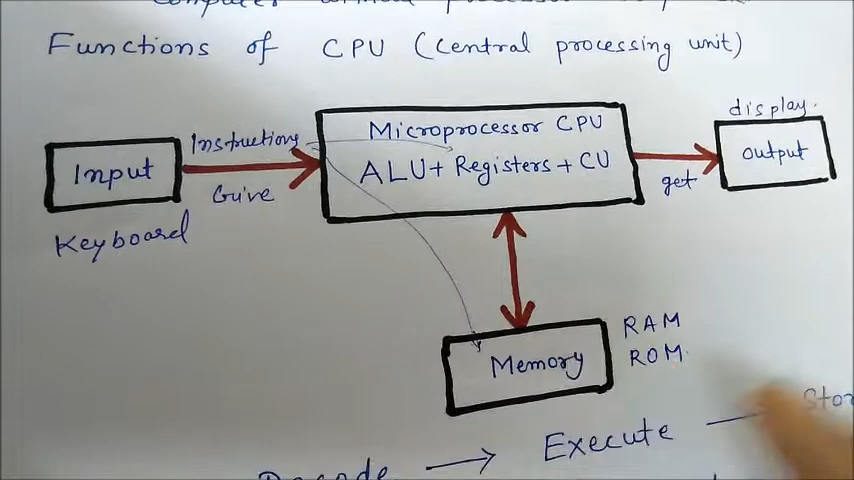 Functions of CPU (central processing unit)
Input
Keyboard
Instructions
Give
Microprocessor CPU
ALU + Registers + CU
get
display.
output
Memory
RAM
ROM
Decode → Execute